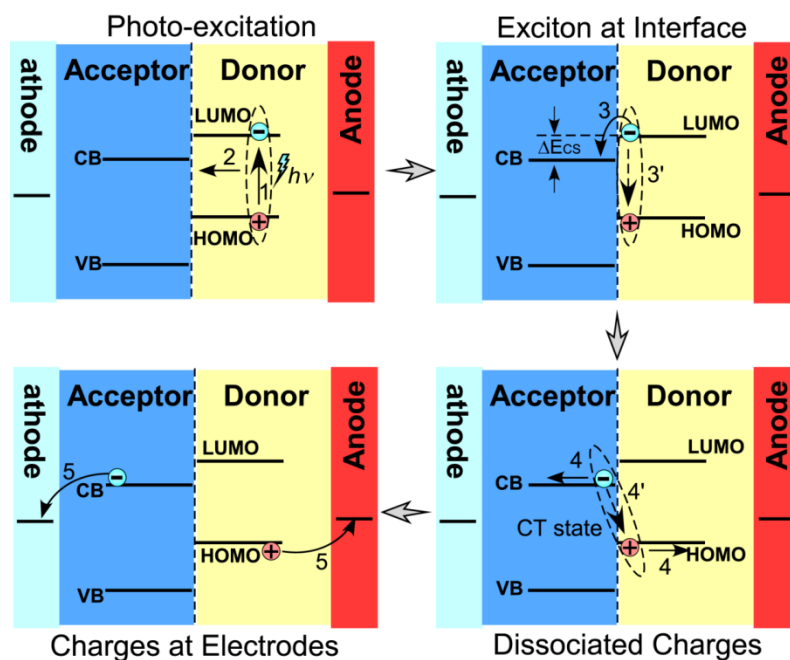 Photo-excitation
athode
Acceptor
Donor
Anode
LUMO
-
CB
2
1
hν
+
HOMO
VB
Exciton at Interface
athode
Acceptor
Donor
Anode
3
-
LUMO
ΔECS
CB
3'
+
HOMO
VB
athode
Acceptor
Donor
Anode
LUMO
5
-
CB
HOMO
+
5
VB
Charges at Electrodes
athode
Acceptor
Donor
Anode
LUMO
4
-
CB
4'
CT state
+
HOMO
4
VB
Dissociated Charges